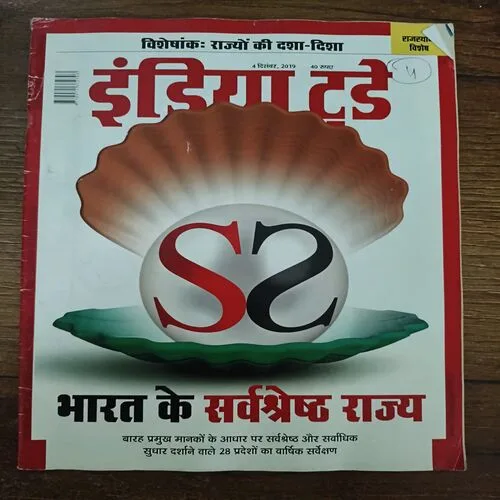 विशेषांक: राज्यों की दशा-दिशा
विशेष
4 दिसंबर, 2019 40 रुपए
इंडिया टुडे
SS
भारत के सर्वश्रेष्ठ राज्य
बारह प्रमुख मानकों के आधार पर सर्वश्रेष्ठ और सर्वाधिक
सुधार दर्शाने वाले 28 प्रदेशों का वार्षिक सर्वेक्षण